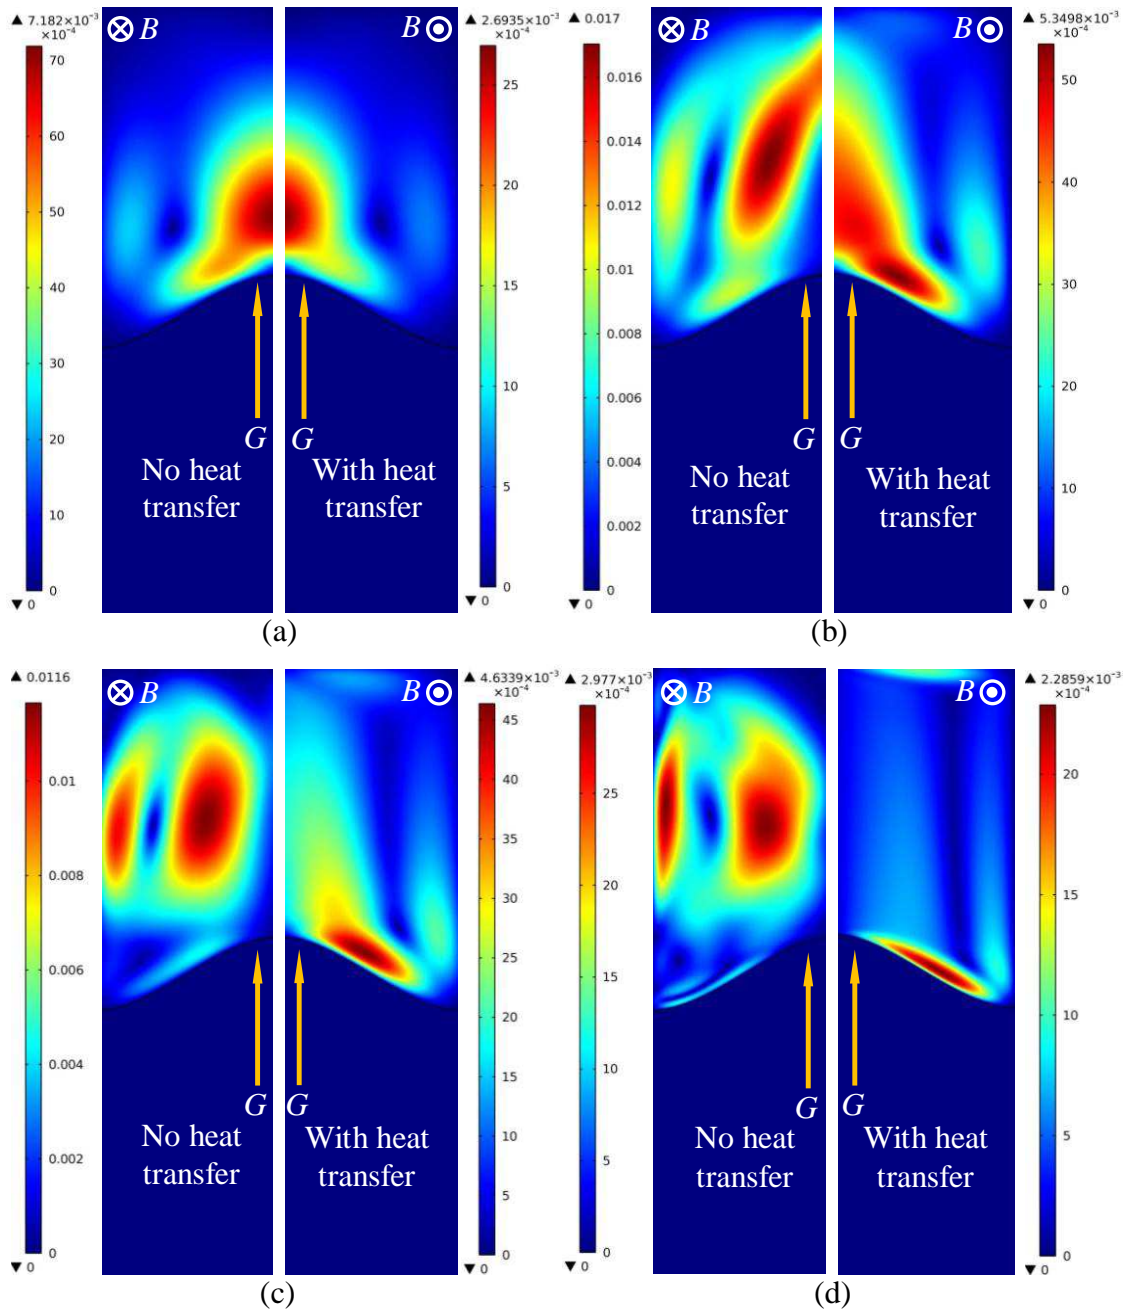 ▲ 7.182×10⁻³
×10⁻⁴
70
60
50
40
30
20
10
0
▼ 0
⊗ B
B ⊙
G
G
No heat
transfer
With heat
transfer
▲ 2.6935×10⁻³
×10⁻⁴
25
20
15
10
5
0
▼ 0
(a)
▲ 0.017
0.016
0.014
0.012
0.01
0.008
0.006
0.004
0.002
0
▼ 0
⊗ B
B ⊙
G
G
No heat
transfer
With heat
transfer
▲ 5.3498×10⁻³
×10⁻⁴
50
40
30
20
10
0
▼ 0
(b)
▲ 0.0116
0.01
0.008
0.006
0.004
0.002
0
▼ 0
⊗ B
B ⊙
G
G
No heat
transfer
With heat
transfer
▲ 4.6339×10⁻³
×10⁻⁴
45
40
35
30
25
20
15
10
5
0
▼ 0
(c)
▲ 2.977×10⁻³
×10⁻⁴
25
20
15
10
5
0
▼ 0
⊗ B
B ⊙
G
G
No heat
transfer
With heat
transfer
▲ 2.2859×10⁻³
×10⁻⁴
20
15
10
5
0
▼ 0
(d)